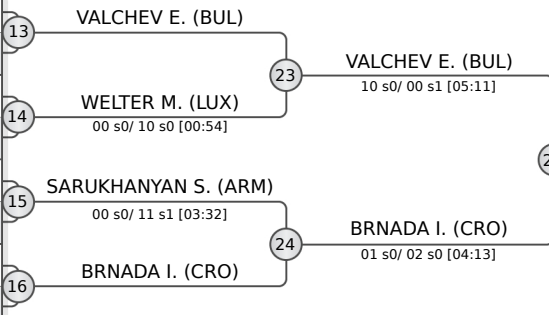 VALCHEV E. (BUL)
13
VALCHEV E. (BUL)
23
10 s0/ 00 s1 [05:11]
WELTER M. (LUX)
14
00 s0/ 10 s0 [00:54]
SARUKHANYAN S. (ARM)
15
00 s0/ 11 s1 [03:32]
BRNADA I. (CRO)
24
01 s0/ 02 s0 [04:13]
BRNADA I. (CRO)
16